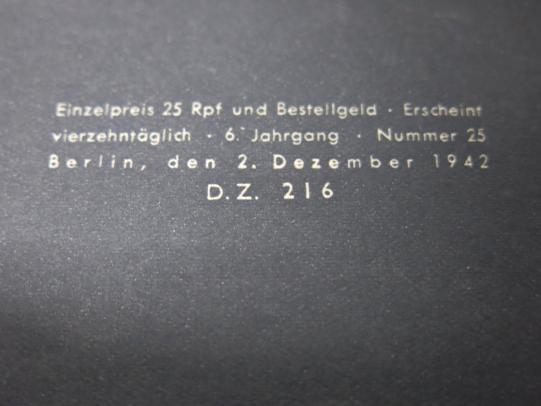 Einzelpreis 25 Rpf und Bestellgeld · Erscheint
vierzehntäglich · 6. Jahrgang · Nummer 25
Berlin, den 2. Dezember 1942
D.Z. 216